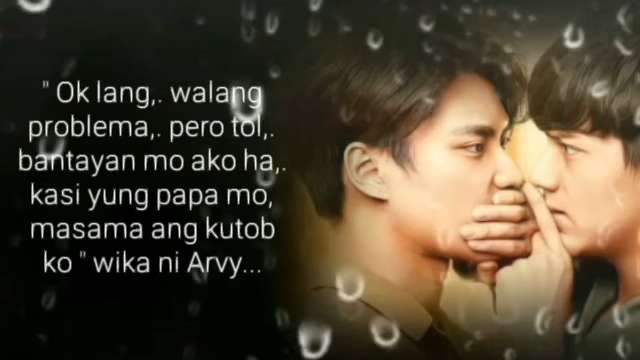 " Ok lang,. walang
problema,. pero tol,.
bantayan mo ako ha,.
kasi yung papa mo,
masama ang kutob
ko " wika ni Arvy...